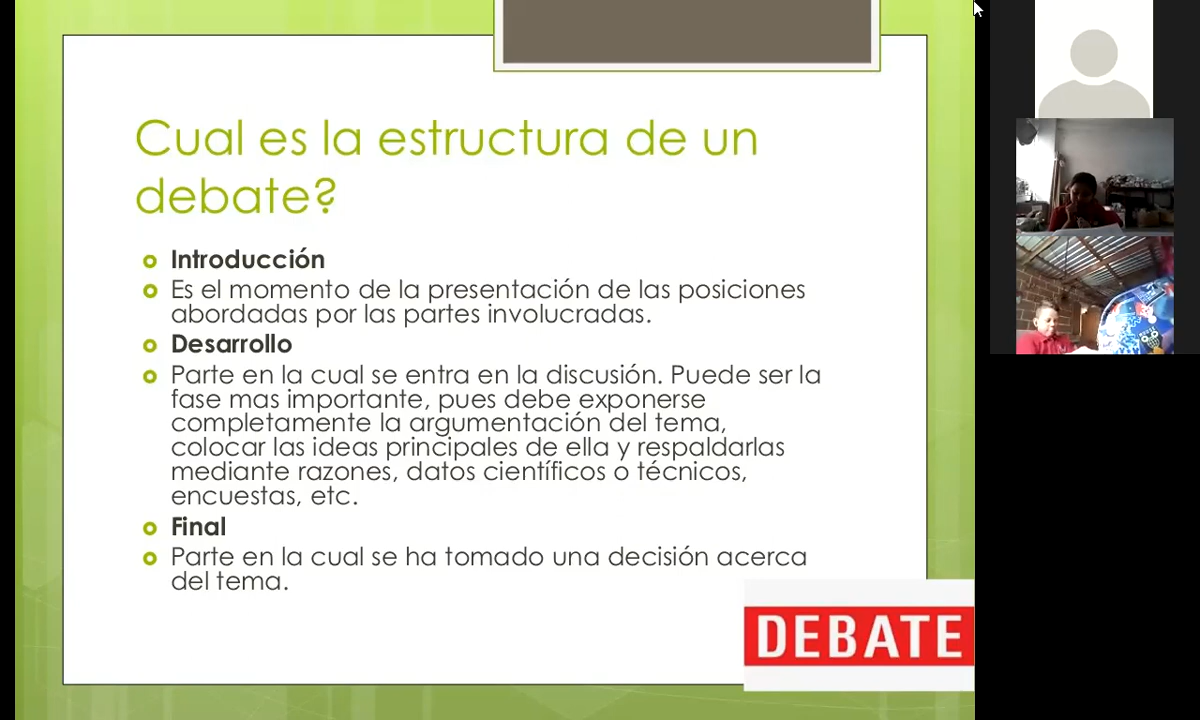 Cual es la estructura de un
debate?
Introducción
Es el momento de la presentación de las posiciones
abordadas por las partes involucradas.
Desarrollo
Parte en la cual se entra en la discusión. Puede ser la
fase mas importante, pues debe exponerse
completamente la argumentación del tema,
colocar las ideas principales de ella y respaldarlas
mediante razones, datos científicos o técnicos,
encuestas, etc.
Final
Parte en la cual se ha tomado una decisión acerca
del tema.
DEBATE